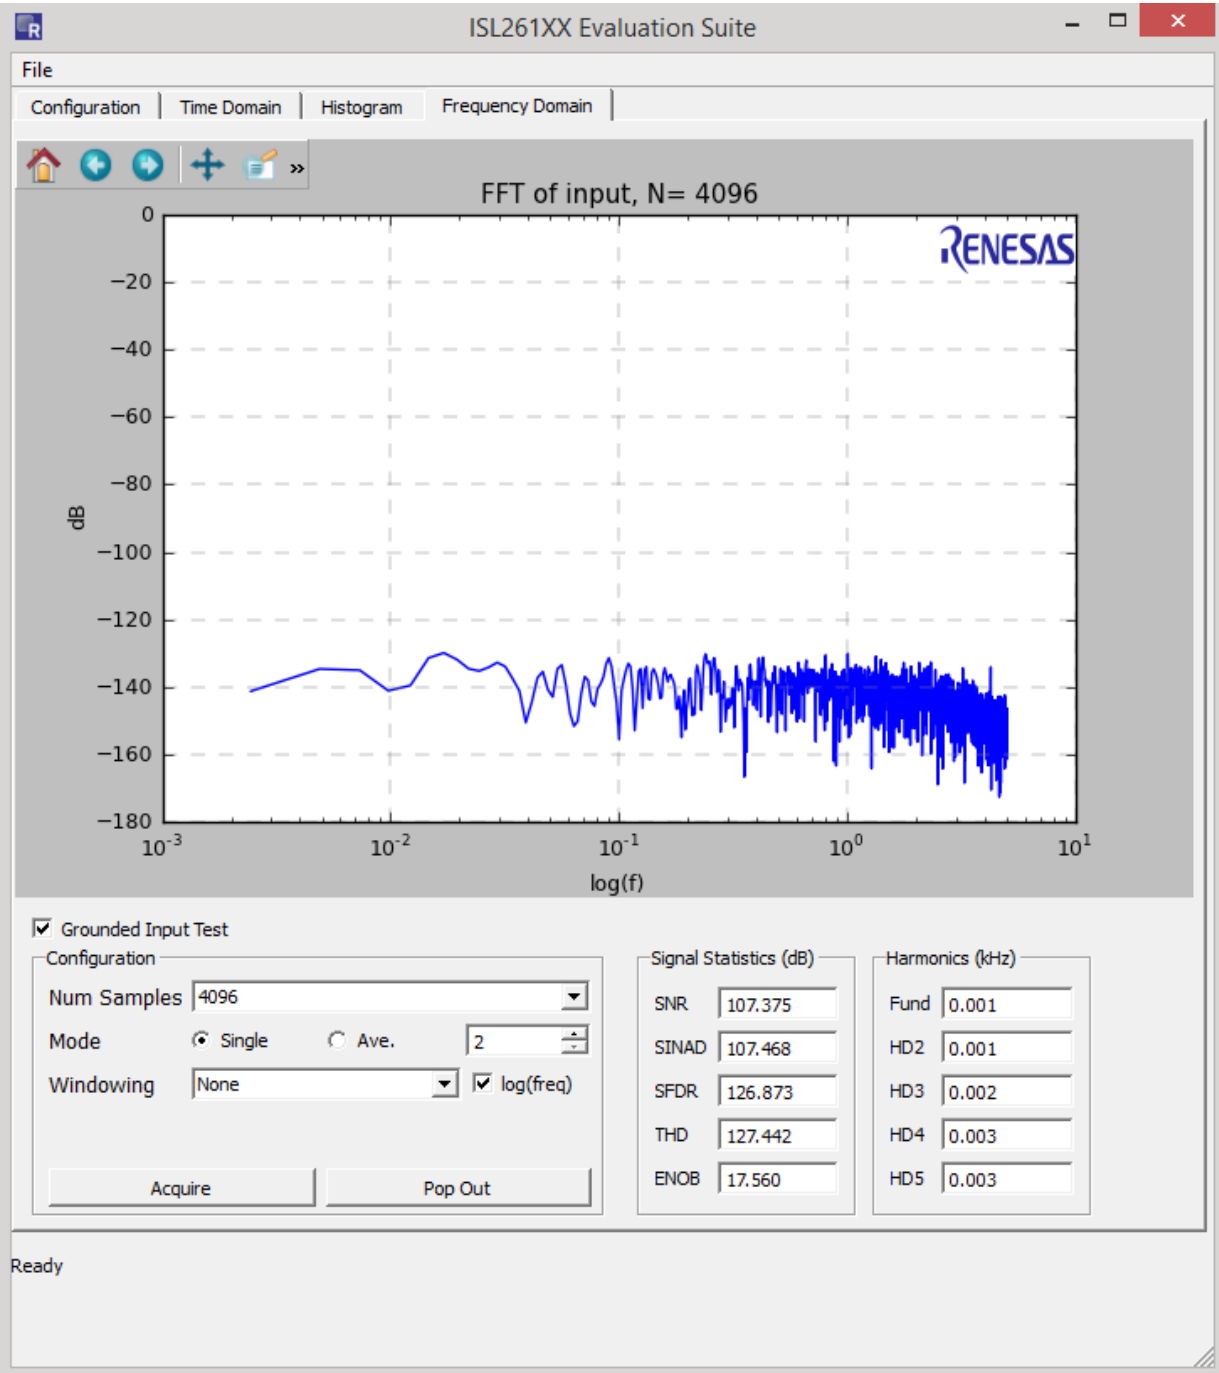 ISL261XX Evaluation Suite
File
Configuration Time Domain Histogram Frequency Domain
»
FFT of input, N= 4096
RENESAS
0
−20
−40
−60
−80
−100
−120
−140
−160
−180
dB
10^-3 10^-2 10^-1 10^0 10^1
log(f)
Grounded Input Test
Configuration
Num Samples 4096
Mode Single Ave. 2
Windowing None log(freq)
Acquire Pop Out
Signal Statistics (dB)
SNR 107.375
SINAD 107.468
SFDR 126.873
THD 127.442
ENOB 17.560
Harmonics (kHz)
Fund 0.001
HD2 0.001
HD3 0.002
HD4 0.003
HD5 0.003
Ready